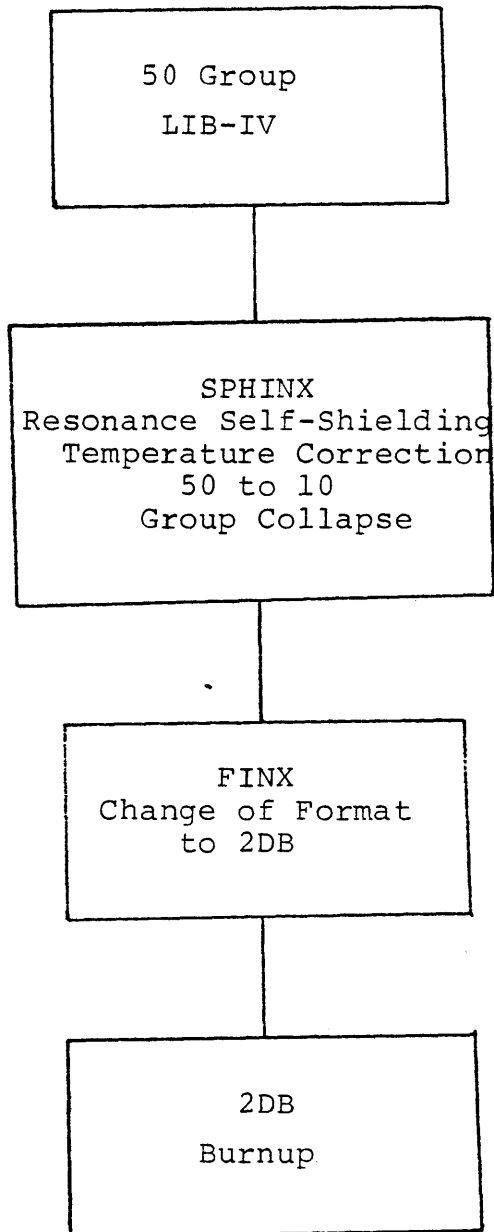 50 Group
LIB-IV
SPHINX
Resonance Self-Shielding
Temperature Correction
50 to 10
Group Collapse
FINX
Change of Format
to 2DB
2DB
Burnup